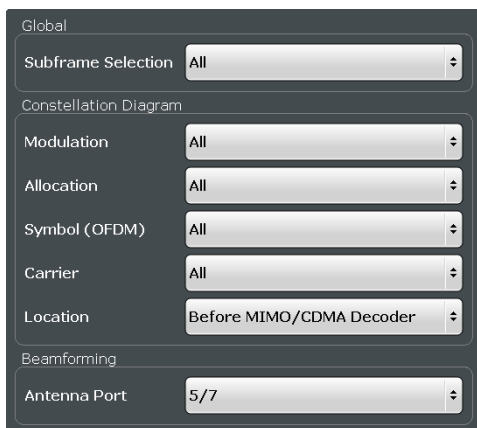 Global
Subframe Selection All
Constellation Diagram
Modulation All
Allocation All
Symbol (OFDM) All
Carrier All
Location Before MIMO/CDMA Decoder
Beamforming
Antenna Port 5/7